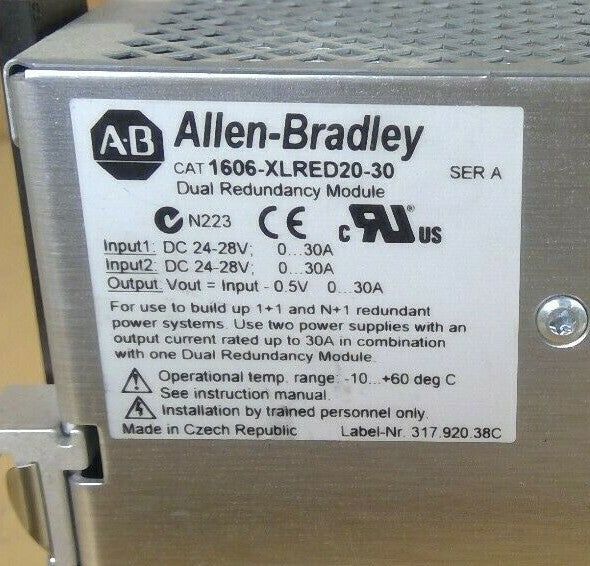 AB Allen-Bradley
CAT 1606-XLRED20-30 SER A
Dual Redundancy Module
N223 CE c RU® US
Input1: DC 24-28V; 0...30A
Input2: DC 24-28V; 0...30A
Output: Vout = Input - 0.5V 0...30A
For use to build up 1+1 and N+1 redundant
power systems. Use two power supplies with an
output current rated up to 30A in combination
with one Dual Redundancy Module.
Operational temp. range: -10...+60 deg C
See instruction manual.
Installation by trained personnel only.
Made in Czech Republic Label-Nr. 317.920.38C